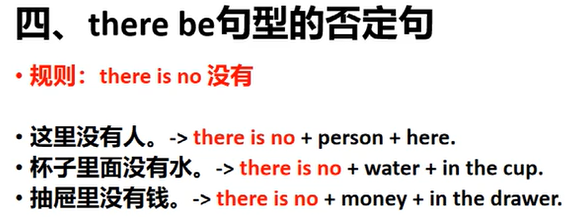 四、there be句型的否定句
• 规则：there is no 没有
• 这里没有人。-> there is no + person + here.
• 杯子里面没有水。-> there is no + water + in the cup.
• 抽屉里没有钱。-> there is no + money + in the drawer.